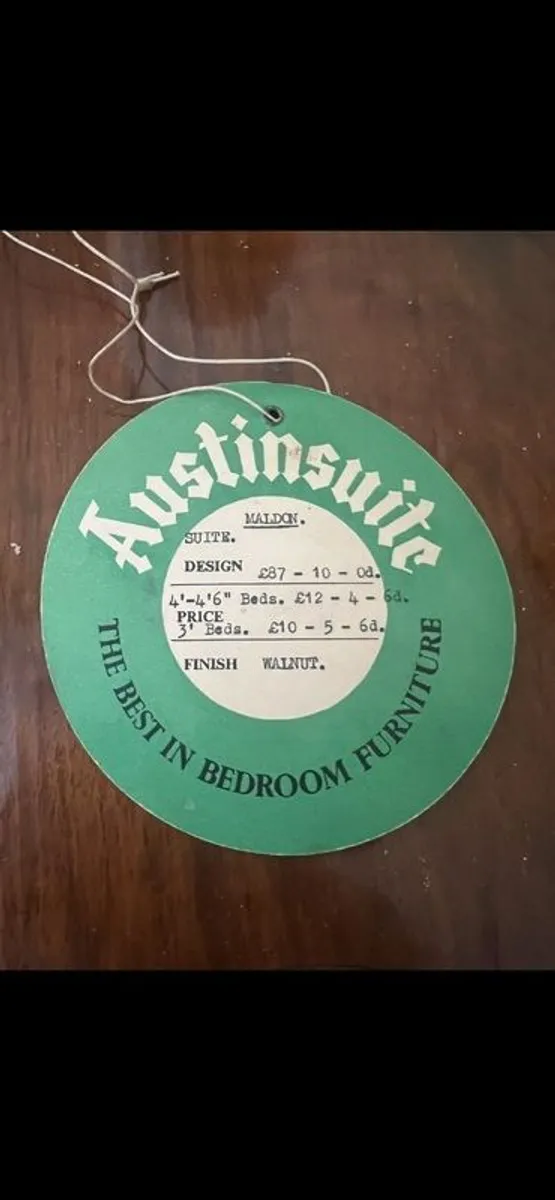 Austinsuite
MALDON.
SUITE.
DESIGN £87 - 10 - 0d.
4'-4'6" Beds. £12 - 4 - 6d.
PRICE
3' Beds. £10 - 5 - 6d.
FINISH WALNUT.
THE BEST IN BEDROOM FURNITURE